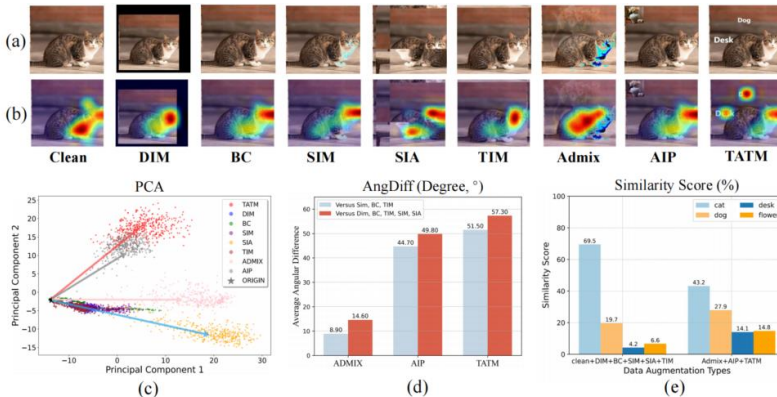 (a)
Dog
Desk
(b)
Clean DIM BC SIM SIA TIM Admix AIP TATM
PCA
Principal Component 2
25
20
15
10
5
0
−5
−10
−15
−10 0 10 20 30
Principal Component 1
TATM
DIM
BC
SIM
SIA
TIM
ADMIX
AIP
ORIGIN
(c)
AngDiff (Degree, °)
Average Angular Difference
60
50
40
30
20
10
0
Versus Sim, BC, TIM
Versus Dim, BC, TIM, SIM, SIA
8.90 14.60
44.70 49.80
51.50 57.30
ADMIX AIP TATM
(d)
Similarity Score (%)
Similarity Score
100
80
60
40
20
0
cat desk
dog flower
69.5 19.7 4.2 6.6
43.2 27.9 14.1 14.8
clean+DIM+BC+SIM+SIA+TIM Admix+AIP+TATM
Data Augmentation Types
(e)